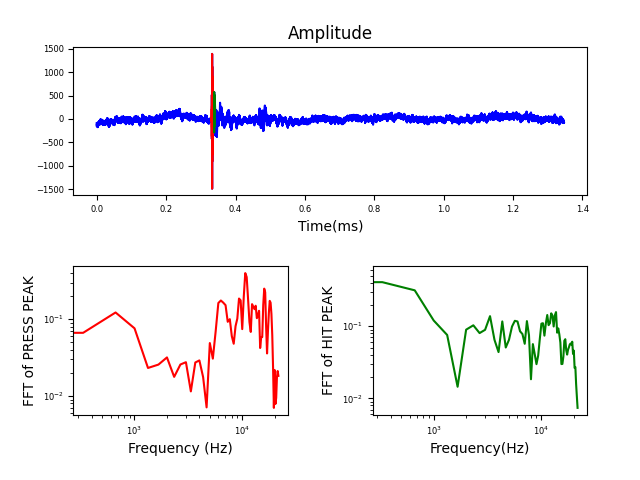 Amplitude
1500
1000
500
0
−500
−1000
−1500
0.0 0.2 0.4 0.6 0.8 1.0 1.2 1.4
Time(ms)
FFT of PRESS PEAK
10⁻¹
10⁻²
10³ 10⁴
Frequency (Hz)
FFT of HIT PEAK
10⁻¹
10⁻²
10³ 10⁴
Frequency(Hz)